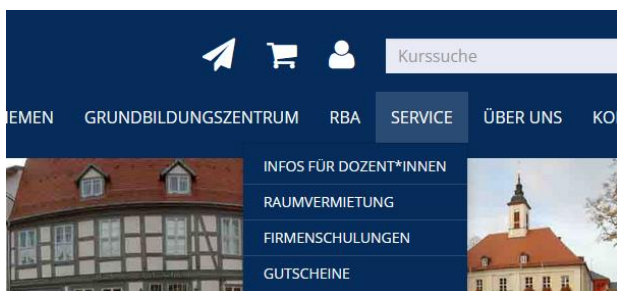 Kurssuche
GRUNDBILDUNGSZENTRUM RBA SERVICE ÜBER UNS
INFOS FÜR DOZENT*INNEN
RAUMVERMIETUNG
FIRMENSCHULUNGEN
GUTSCHEINE